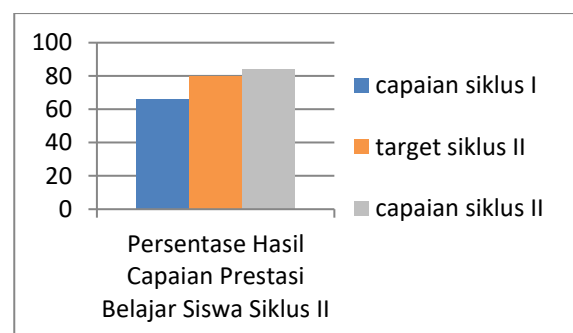 100
80
60
40
20
0
Persentase Hasil
Capaian Prestasi
Belajar Siswa Siklus II
capaian siklus I
target siklus II
capaian siklus II